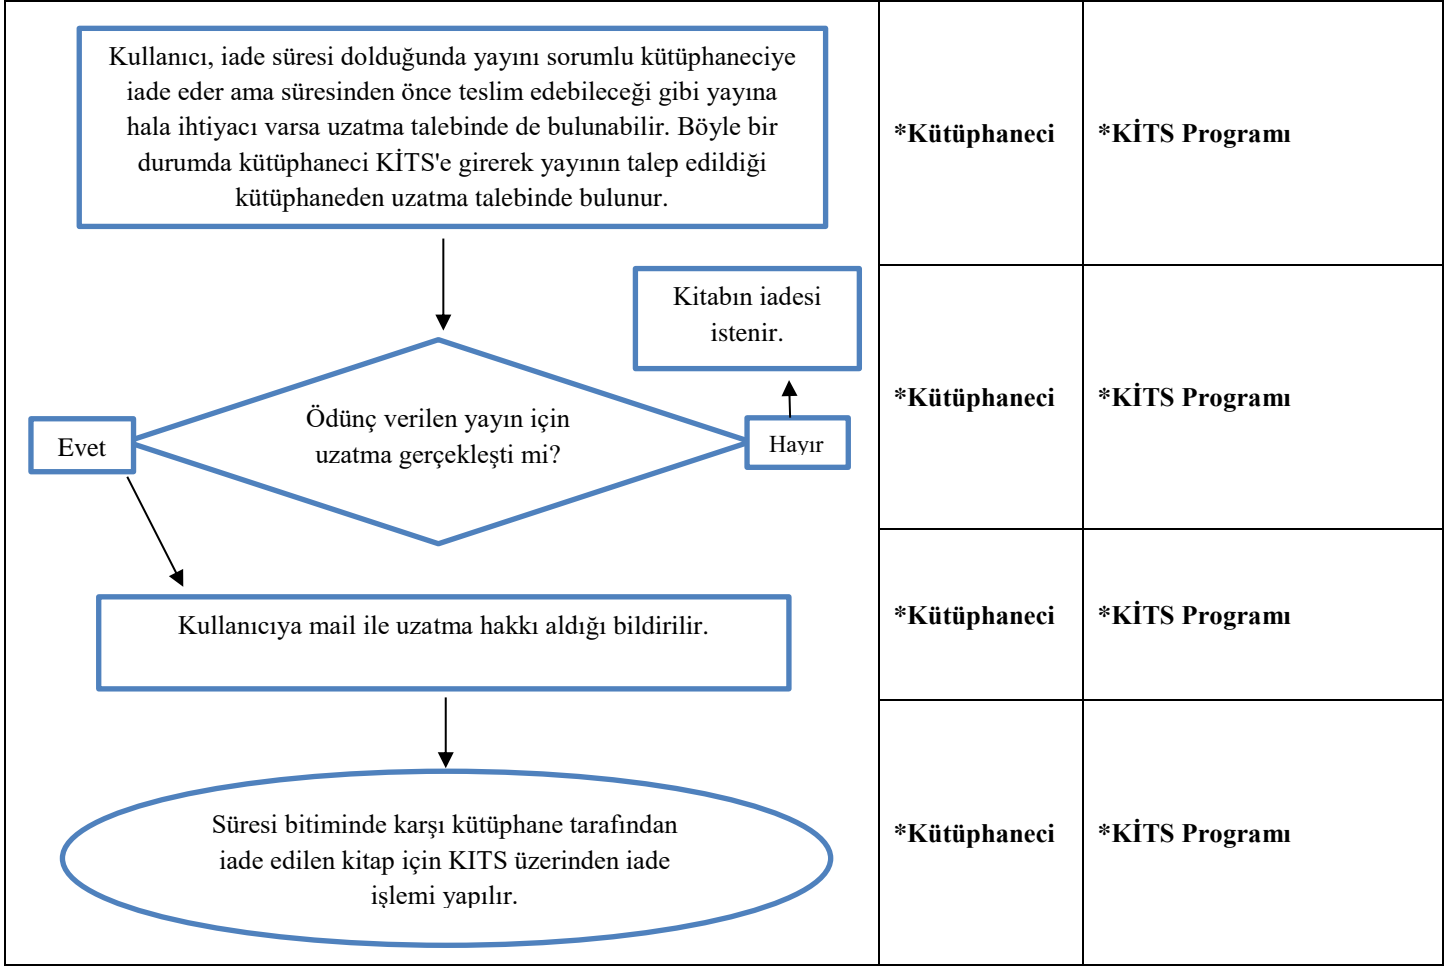 Kullanıcı, iade süresi dolduğunda yayını sorumlu kütüphaneciye
iade eder ama süresinden önce teslim edebileceği gibi yayına
hala ihtiyacı varsa uzatma talebinde de bulunabilir. Böyle bir
durumda kütüphaneci KİTS'e girerek yayının talep edildiği
kütüphaneden uzatma talebinde bulunur.
*Kütüphaneci
*KİTS Programı
Kitabın iadesi
istenir.
Ödünç verilen yayın için
uzatma gerçekleşti mi?
Evet
Hayır
*Kütüphaneci
*KİTS Programı
Kullanıcıya mail ile uzatma hakkı aldığı bildirilir.
*Kütüphaneci
*KİTS Programı
Süresi bitiminde karşı kütüphane tarafından
iade edilen kitap için KITS üzerinden iade
işlemi yapılır.
*Kütüphaneci
*KİTS Programı